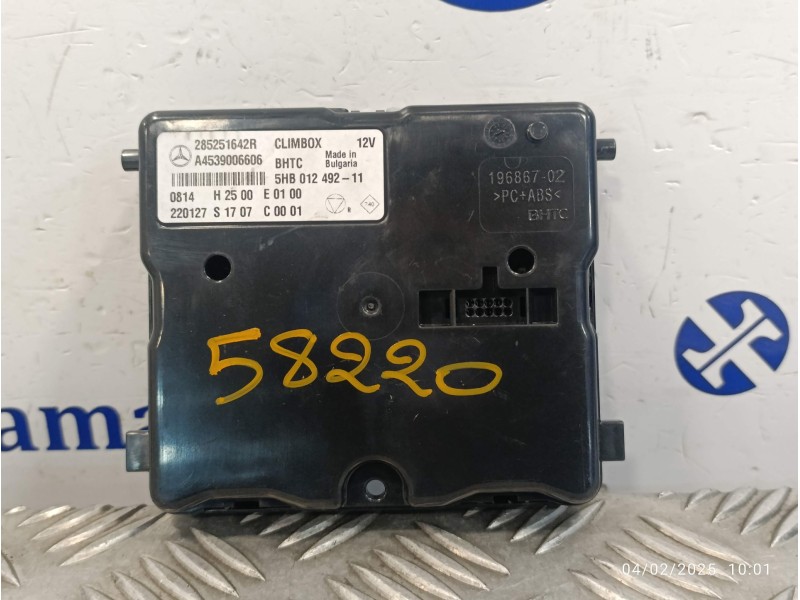 285251642R CLIMBOX 12V
A4539006606 BHTC Made in Bulgaria
5HB 012 492-11
0814 H 25 00 E 01 00
220127 S 17 07 C 00 01
196867-02
>PC+ABS<
BHTC
58220
ama
04/02/2025 10:01